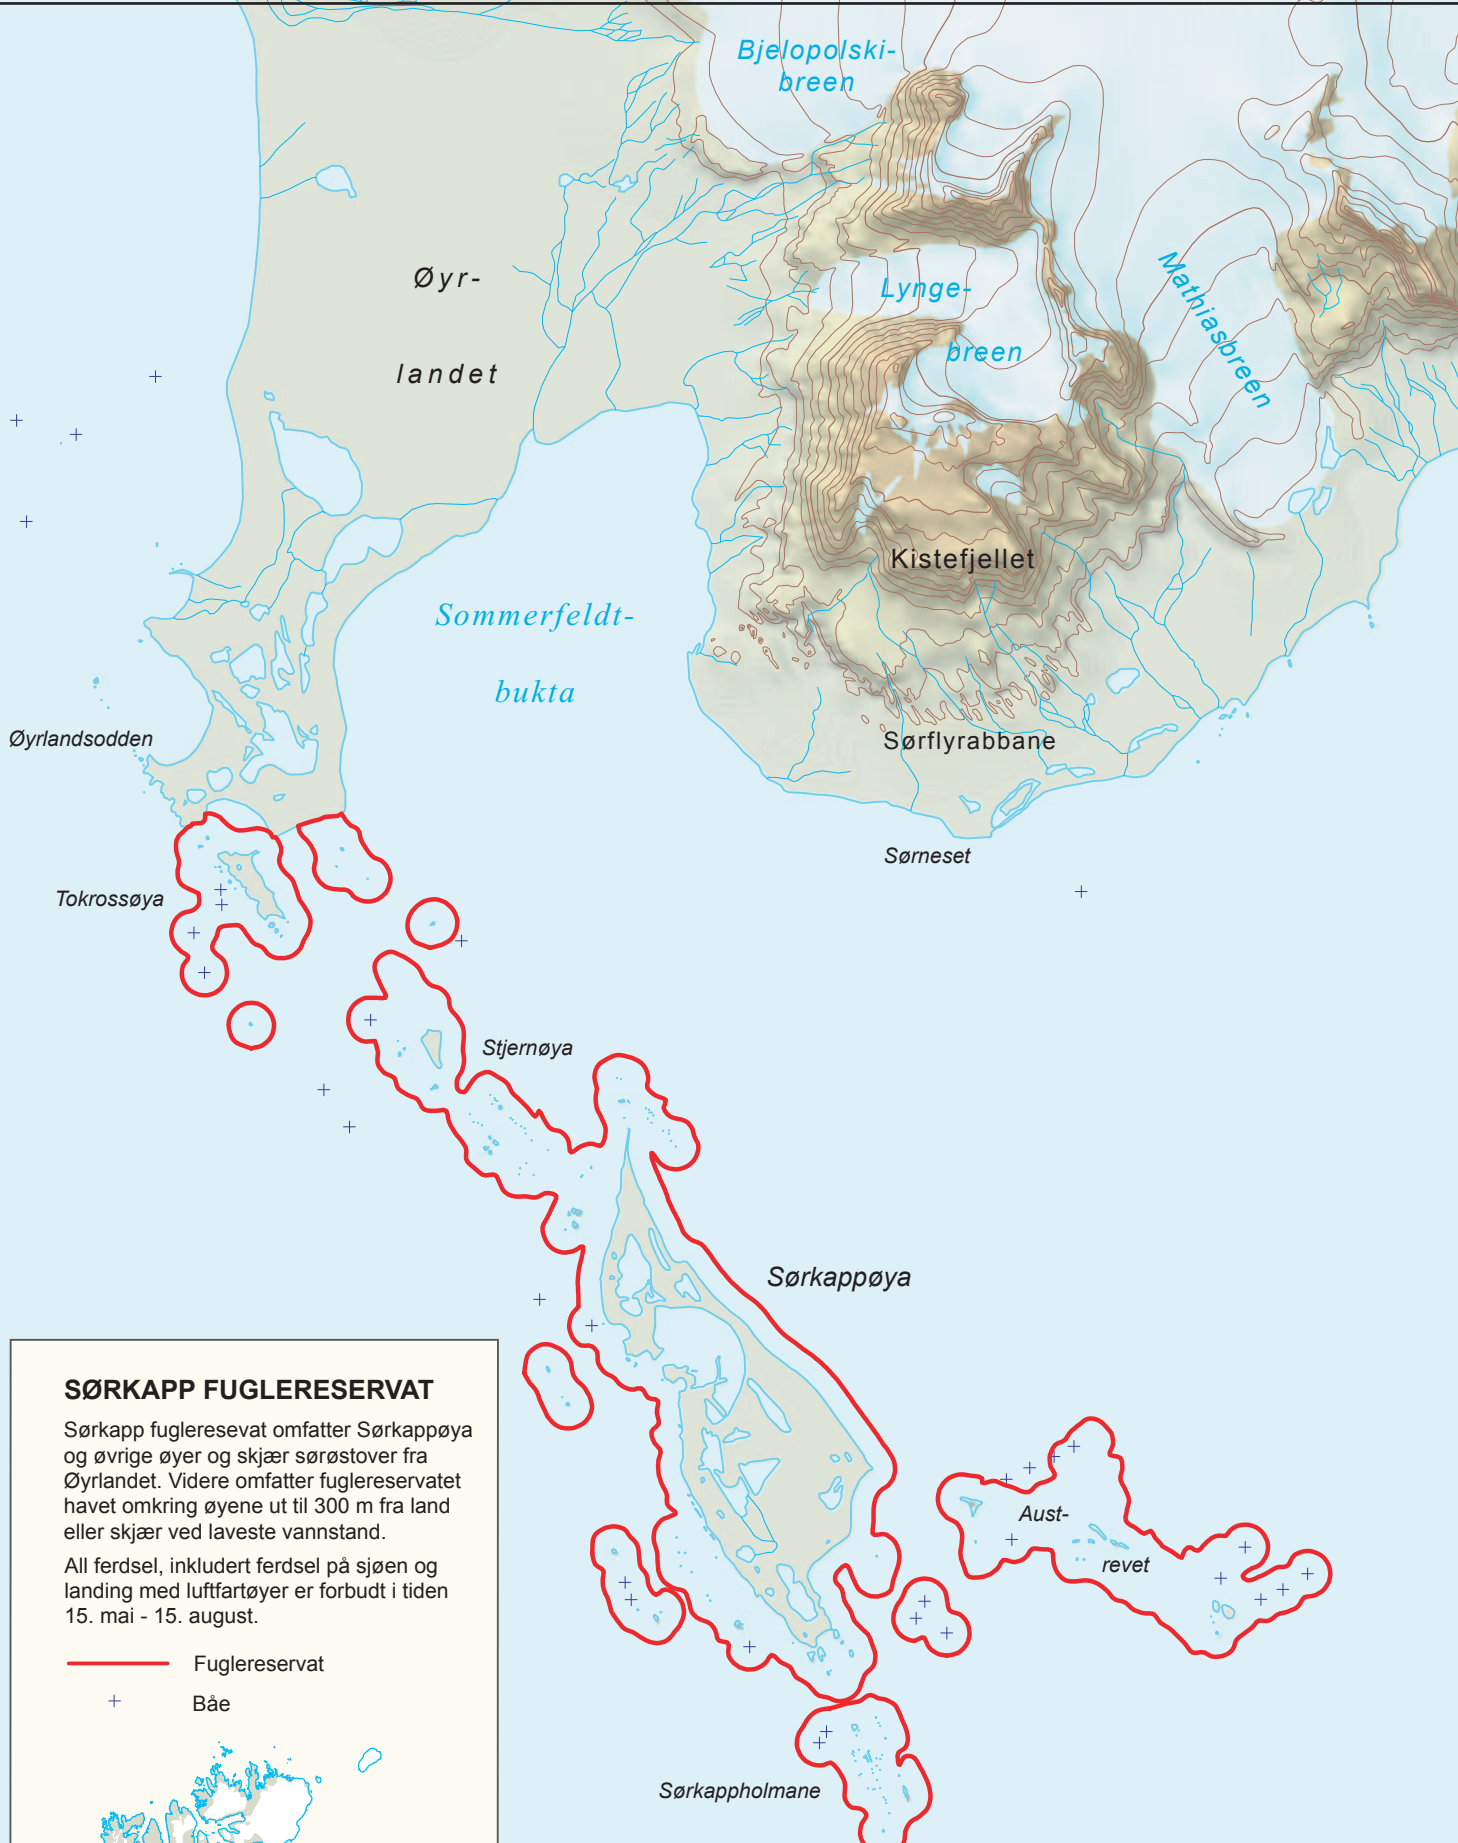 Bjelopolski-
breen
Øyr-
landet
Lynge-
breen
Mathiasbreen
Kistefjellet
Sommerfeldt-
bukta
Øyrlandsodden
Sørflyrabbane
Sørneset
Tokrossøya
Stjernøya
Sørkappøya
Aust-
revet
Sørkappholmane
SØRKAPP FUGLERESERVAT
Sørkapp fugleresevat omfatter Sørkappøya
og øvrige øyer og skjær sørøstover fra
Øyrlandet. Videre omfatter fuglereservatet
havet omkring øyene ut til 300 m fra land
eller skjær ved laveste vannstand.
All ferdsel, inkludert ferdsel på sjøen og
landing med luftfartøyer er forbudt i tiden
15. mai - 15. august.
Fuglereservat
Båe